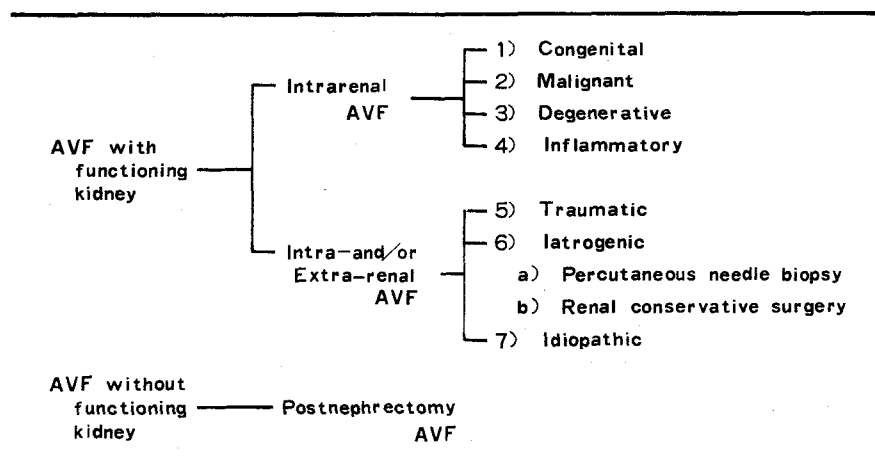 AVF with
functioning
kidney
Intrarenal
AVF
1) Congenital
2) Malignant
3) Degenerative
4) Inflammatory
Intra-and/or
Extra-renal
AVF
5) Traumatic
6) Iatrogenic
a) Percutaneous needle biopsy
b) Renal conservative surgery
7) Idiopathic
AVF without
functioning
kidney
Postnephrectomy
AVF